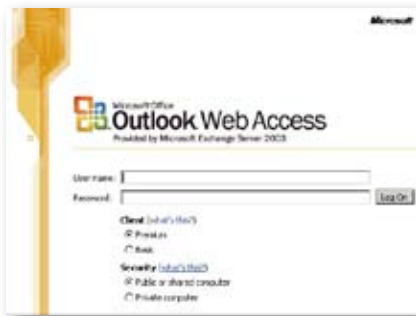 Microsoft
Microsoft Office
Outlook Web Access
Provided by Microsoft Exchange Server 2003
User name:
Password:
Log On
Client (what's this?)
Premium
Basic
Security (what's this?)
Public or shared computer
Private computer